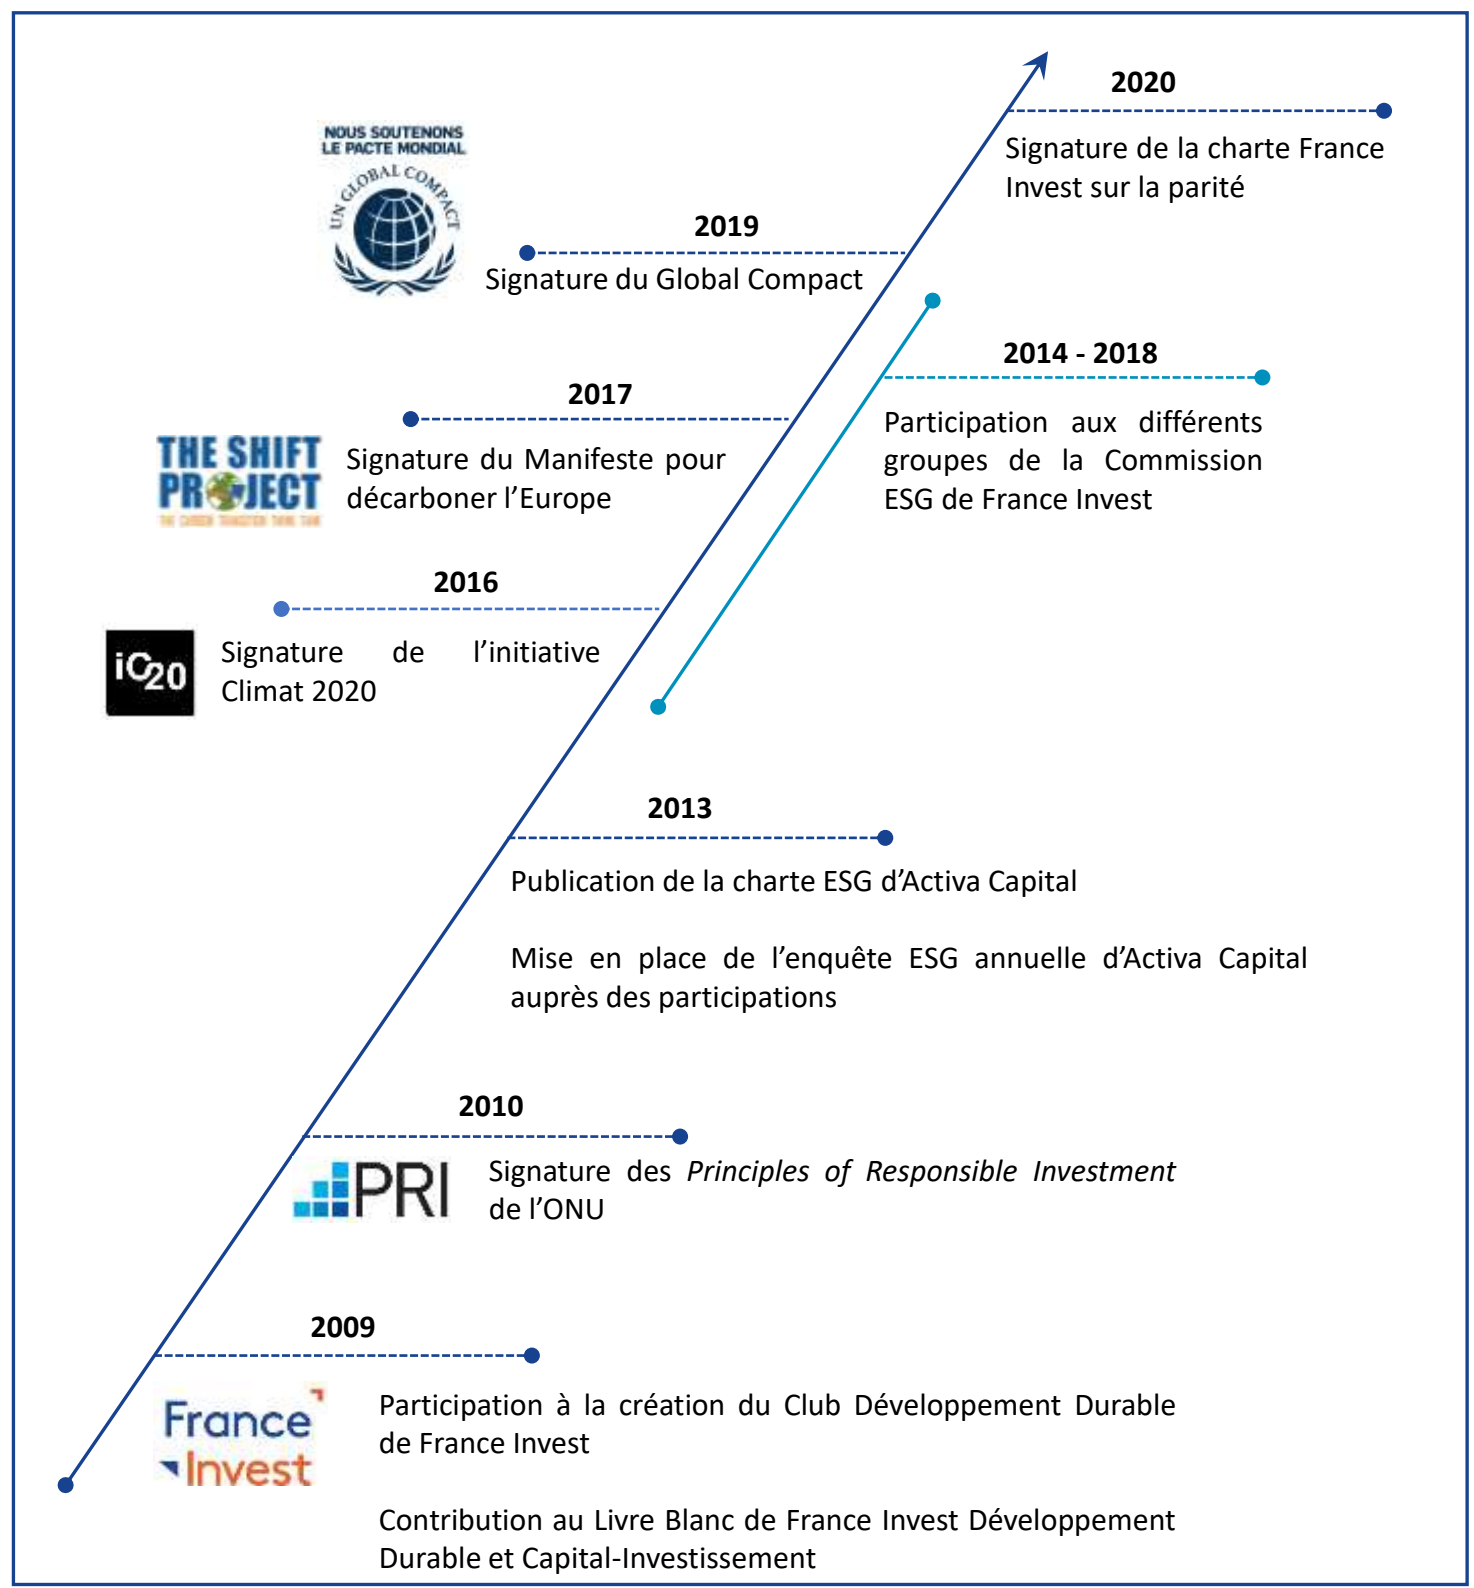 2020
Signature de la charte France
Invest sur la parité
NOUS SOUTENONS
LE PACTE MONDIAL
UN GLOBAL COMPACT
2019
Signature du Global Compact
2014 - 2018
Participation aux différents
groupes de la Commission
ESG de France Invest
2017
THE SHIFT
PROJECT
THE CARBON TRANSITION THINK TANK
Signature du Manifeste pour
décarboner l’Europe
2016
iC20
Signature de l’initiative
Climat 2020
2013
Publication de la charte ESG d’Activa Capital
Mise en place de l’enquête ESG annuelle d’Activa Capital
auprès des participations
2010
PRI
Signature des Principles of Responsible Investment
de l’ONU
2009
France
Invest
Participation à la création du Club Développement Durable
de France Invest
Contribution au Livre Blanc de France Invest Développement
Durable et Capital-Investissement